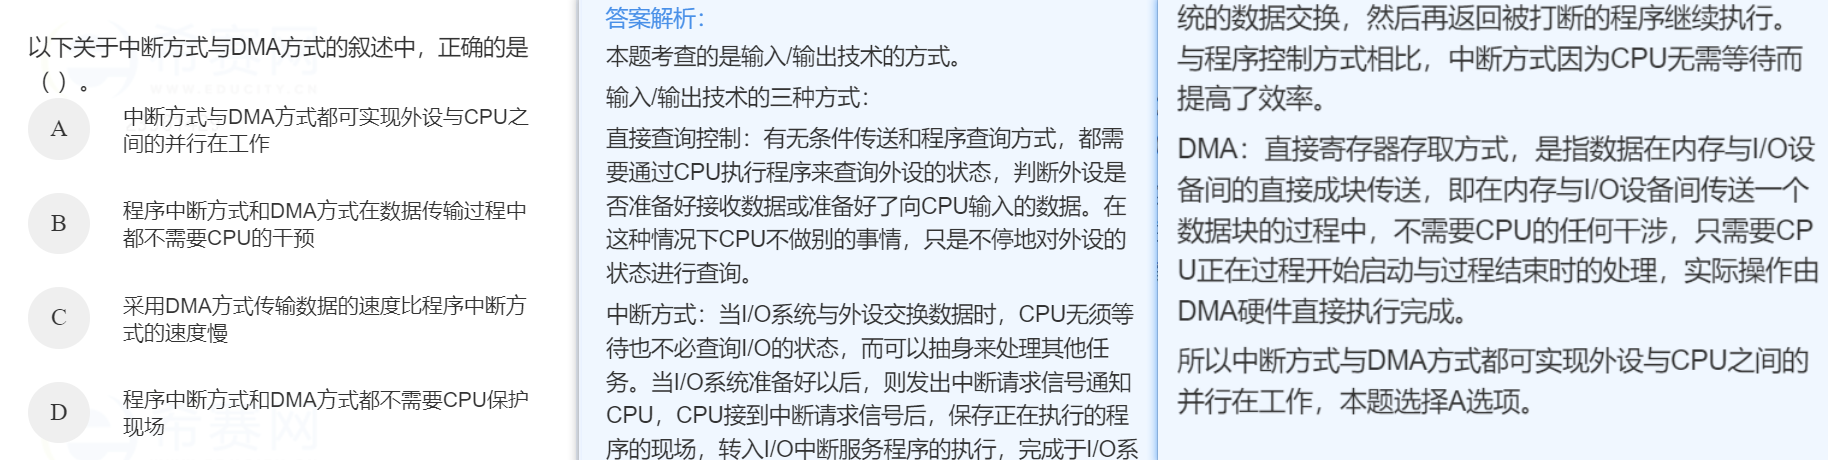 以下关于中断方式与DMA方式的叙述中，正确的是
（ ）。
A
中断方式与DMA方式都可实现外设与CPU之
间的并行在工作
B
程序中断方式和DMA方式在数据传输过程中
都不需要CPU的干预
C
采用DMA方式传输数据的速度比程序中断方
式的速度慢
D
程序中断方式和DMA方式都不需要CPU保护
现场
希赛网
WWW.EDUCITY.CN
希赛网
答案解析：
本题考查的是输入/输出技术的方式。
输入/输出技术的三种方式：
直接查询控制：有无条件传送和程序查询方式，都需
要通过CPU执行程序来查询外设的状态，判断外设是
否准备好接收数据或准备好了向CPU输入的数据。在
这种情况下CPU不做别的事情，只是不停地对外设的
状态进行查询。
中断方式：当I/O系统与外设交换数据时，CPU无须等
待也不必查询I/O的状态，而可以抽身来处理其他任
务。当I/O系统准备好以后，则发出中断请求信号通知
CPU，CPU接到中断请求信号后，保存正在执行的程
序的现场，转入I/O中断服务程序的执行，完成于I/O系
统的数据交换，然后再返回被打断的程序继续执行。
与程序控制方式相比，中断方式因为CPU无需等待而
提高了效率。
DMA：直接寄存器存取方式，是指数据在内存与I/O设
备间的直接成块传送，即在内存与I/O设备间传送一个
数据块的过程中，不需要CPU的任何干涉，只需要CP
U正在过程开始启动与过程结束时的处理，实际操作由
DMA硬件直接执行完成。
所以中断方式与DMA方式都可实现外设与CPU之间的
并行在工作，本题选择A选项。